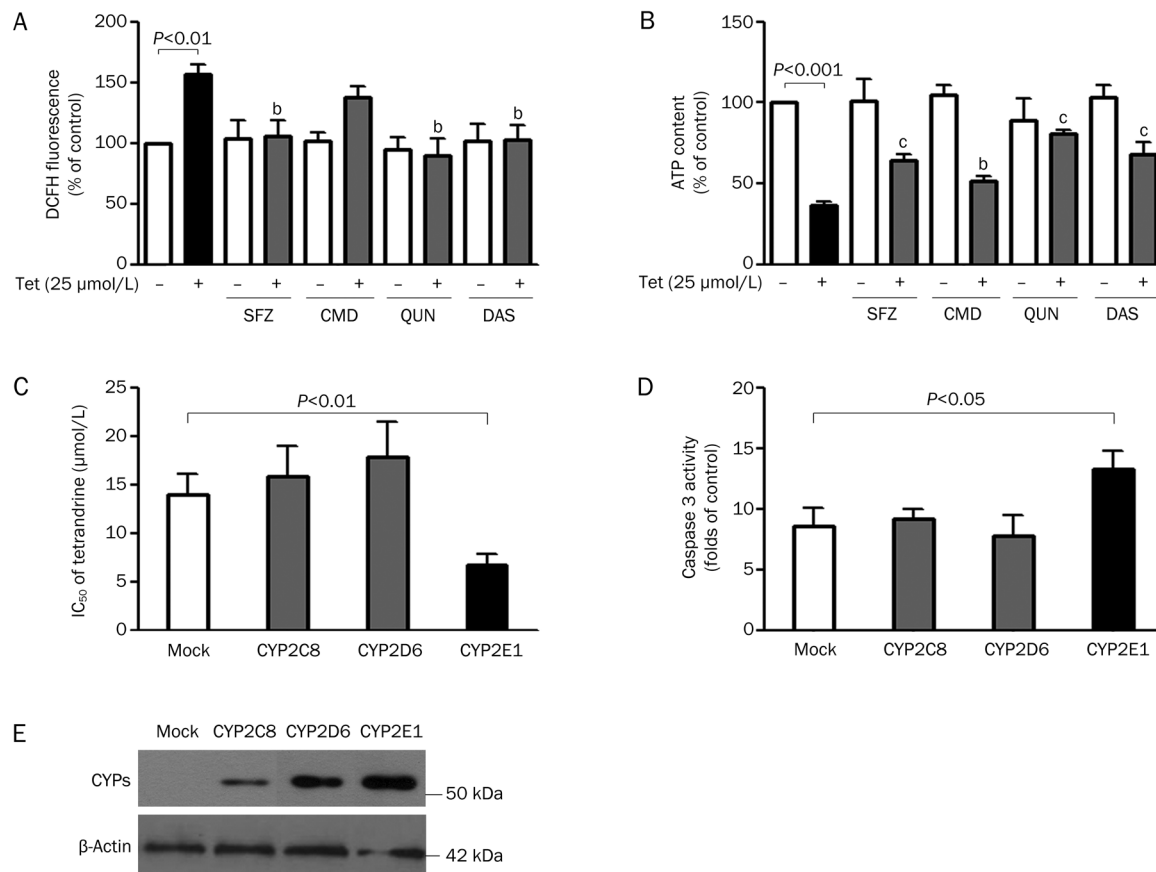 A
DCFH fluorescence
(% of control)
200
150
100
50
0
P<0.01
b
b
b
Tet (25 µmol/L) – + – + – + – + – +
SFZ CMD QUN DAS
B
ATP content
(% of control)
150
100
50
0
P<0.001
c
b
c
c
Tet (25 µmol/L) – + – + – + – + – +
SFZ CMD QUN DAS
C
IC50 of tetrandrine (µmol/L)
25
20
15
10
5
0
P<0.01
Mock CYP2C8 CYP2D6 CYP2E1
D
Caspase 3 activity
(folds of control)
20
15
10
5
0
P<0.05
Mock CYP2C8 CYP2D6 CYP2E1
E
Mock CYP2C8 CYP2D6 CYP2E1
CYPs
50 kDa
β-Actin
42 kDa